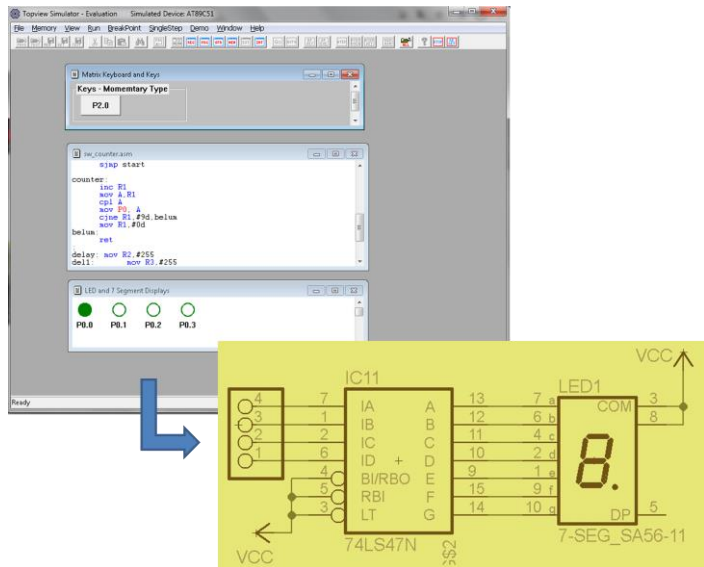 Topview Simulator - Evaluation Simulated Device: AT89C51
File Memory View Run BreakPoint SingleStep Demo Window Help
Matrix Keyboard and Keys
Keys - Momemtary Type
P2.0
sw_counter.asm
sjmp start
counter:
inc R1
mov A,R1
cpl A
mov P0, A
cjne R1,#9d,belum
mov R1,#0d
belum:
ret
;
delay: mov R2,#255
del1: mov R3,#255
LED and 7 Segment Displays
P0.0 P0.1 P0.2 P0.3
Ready
VCC
IC11
LED1
4 7 IA A 13 7 a COM 3
3 1 IB B 12 6 b 8
2 2 IC C 11 4 c
1 6 ID + D 10 2 d
4 BI/RBO E 9 1 e
5 RBI F 15 9 f
3 LT G 14 10 g DP 5
74LS47N
7-SEG_SA56-11
VCC